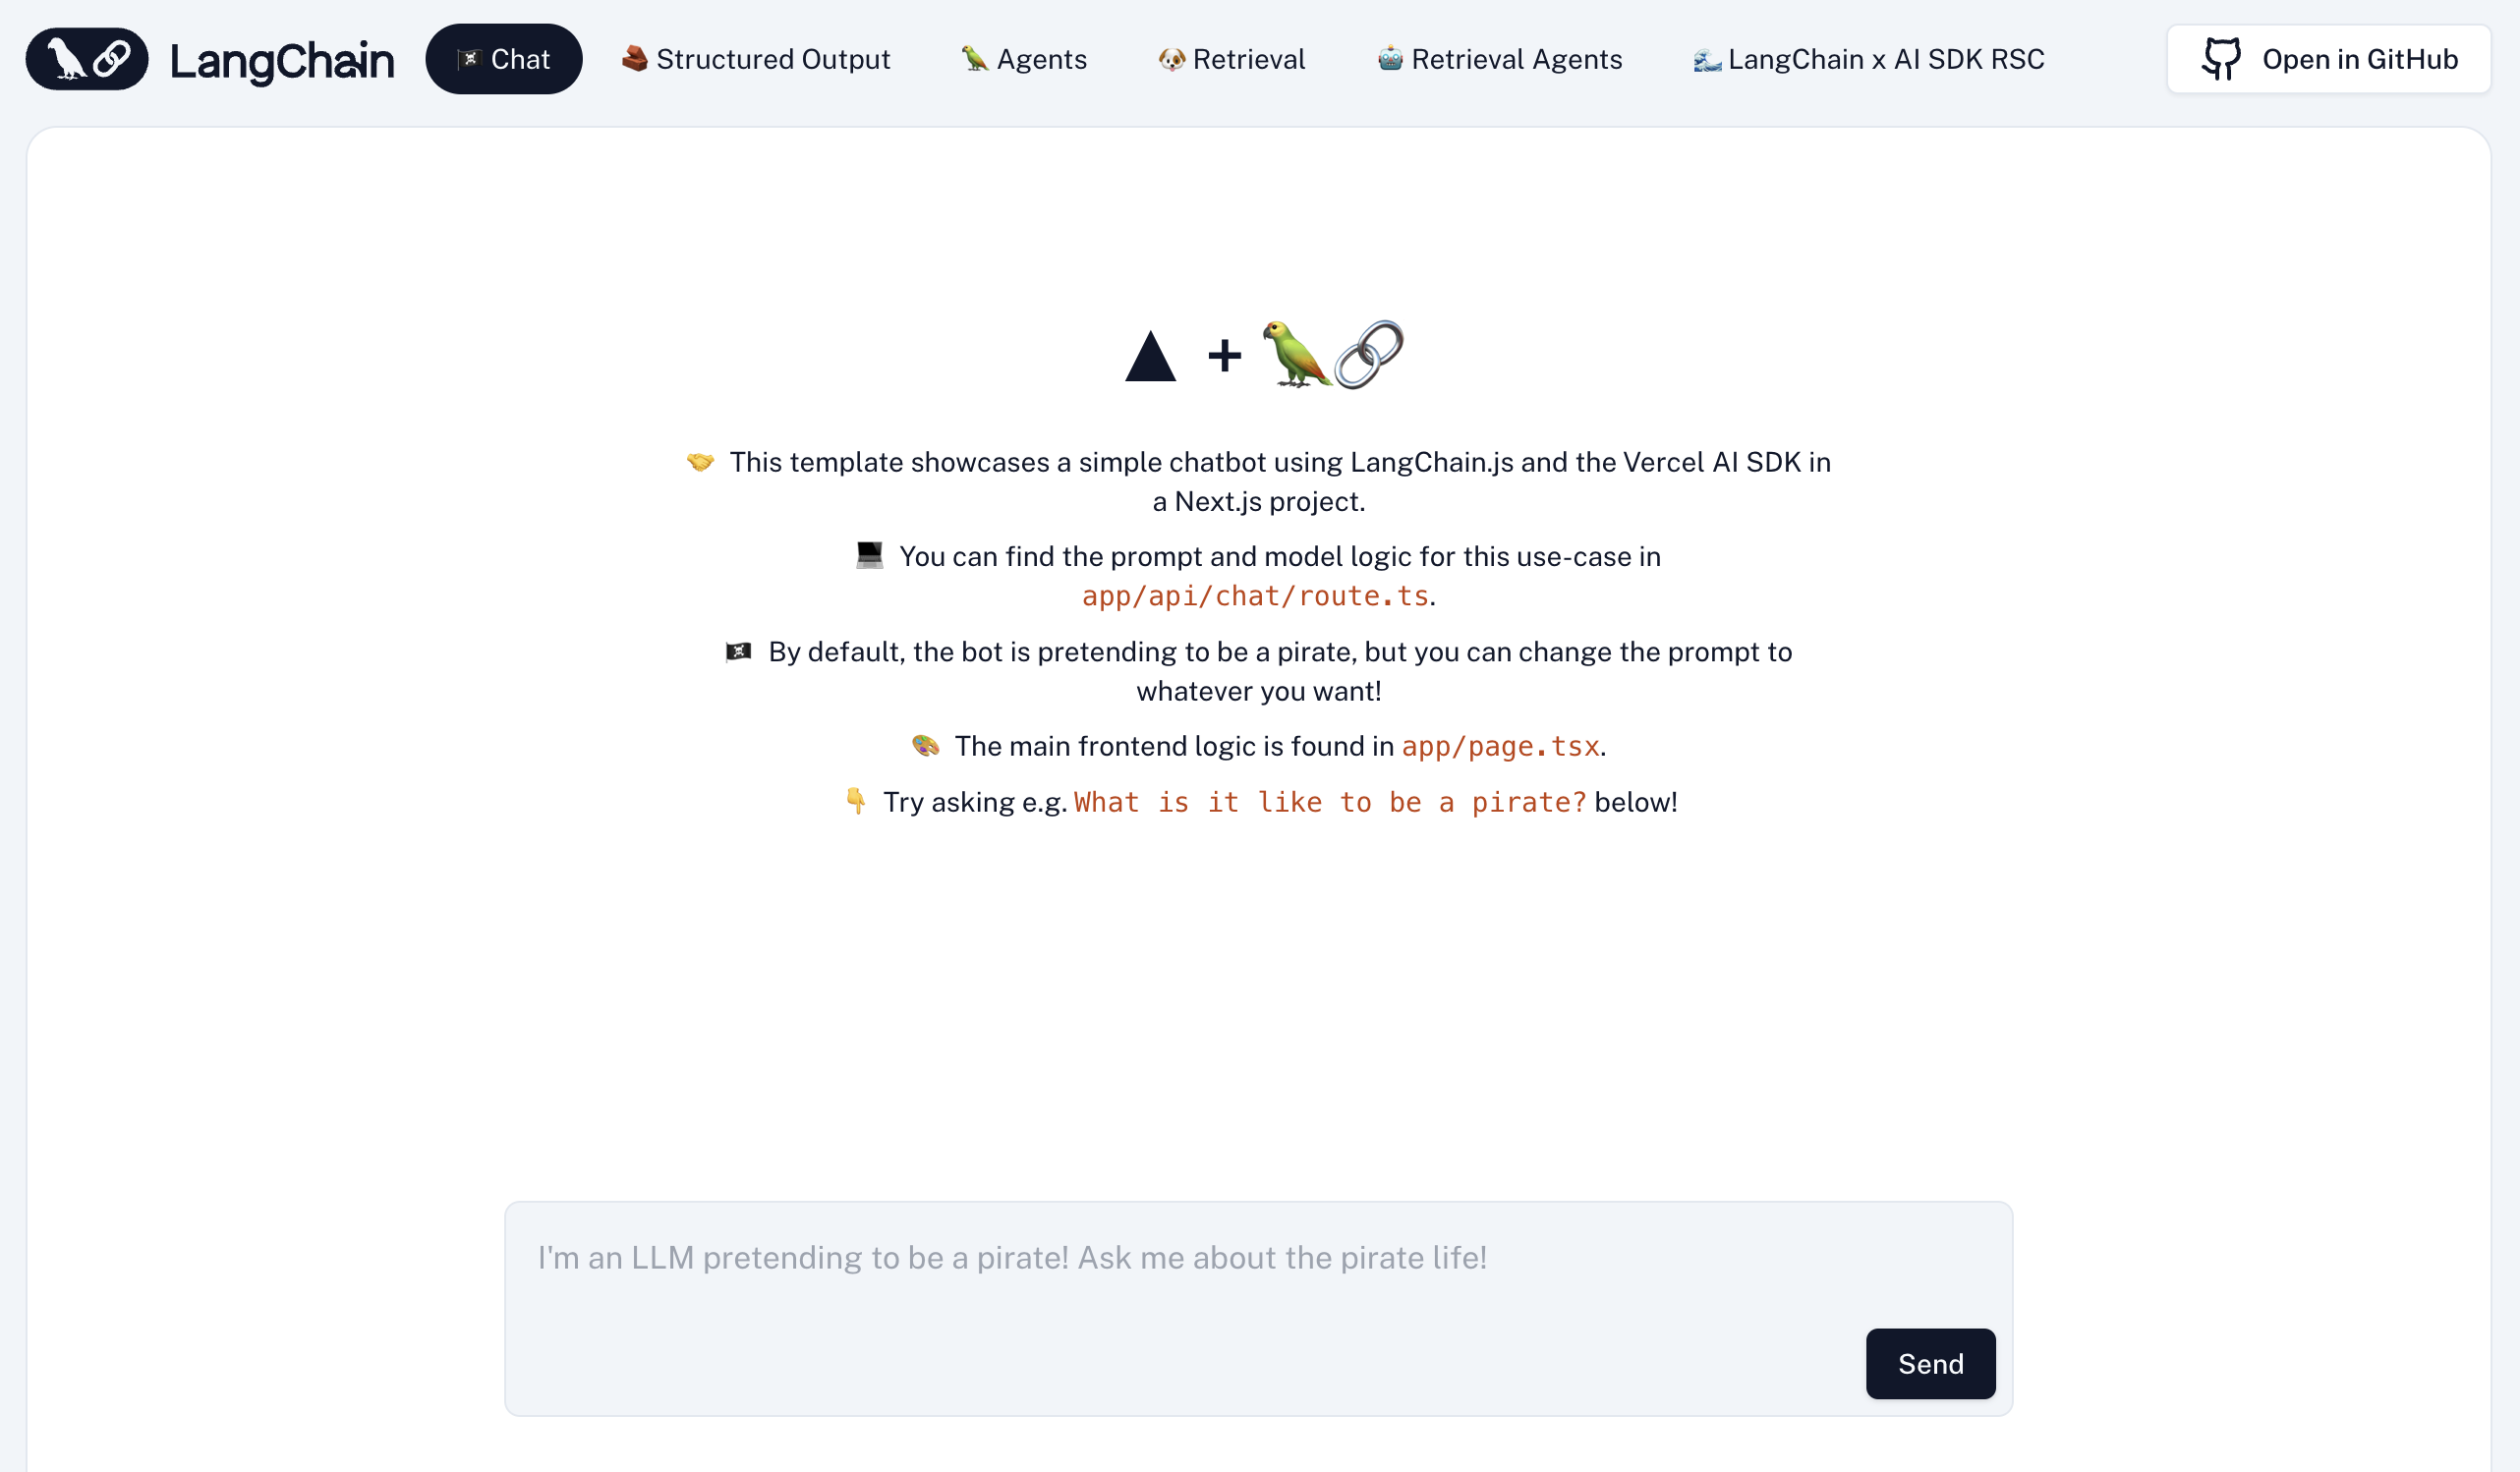 LangChain
🏴‍☠️ Chat
🧱 Structured Output
🦜 Agents
🐶 Retrieval
🤖 Retrieval Agents
🌊 LangChain x AI SDK RSC
Open in GitHub
▲ + 🦜🔗
🤝 This template showcases a simple chatbot using LangChain.js and the Vercel AI SDK in
a Next.js project.
💻 You can find the prompt and model logic for this use-case in
app/api/chat/route.ts.
🏴‍☠️ By default, the bot is pretending to be a pirate, but you can change the prompt to
whatever you want!
🎨 The main frontend logic is found in app/page.tsx.
👇 Try asking e.g. What is it like to be a pirate? below!
I'm an LLM pretending to be a pirate! Ask me about the pirate life!
Send